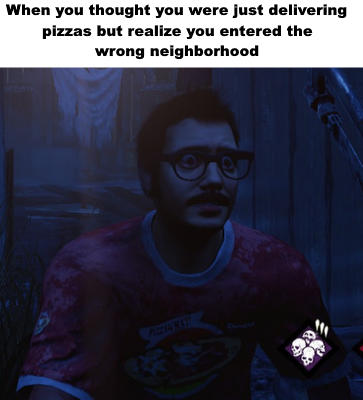 When you thought you were just delivering
pizzas but realize you entered the
wrong neighborhood